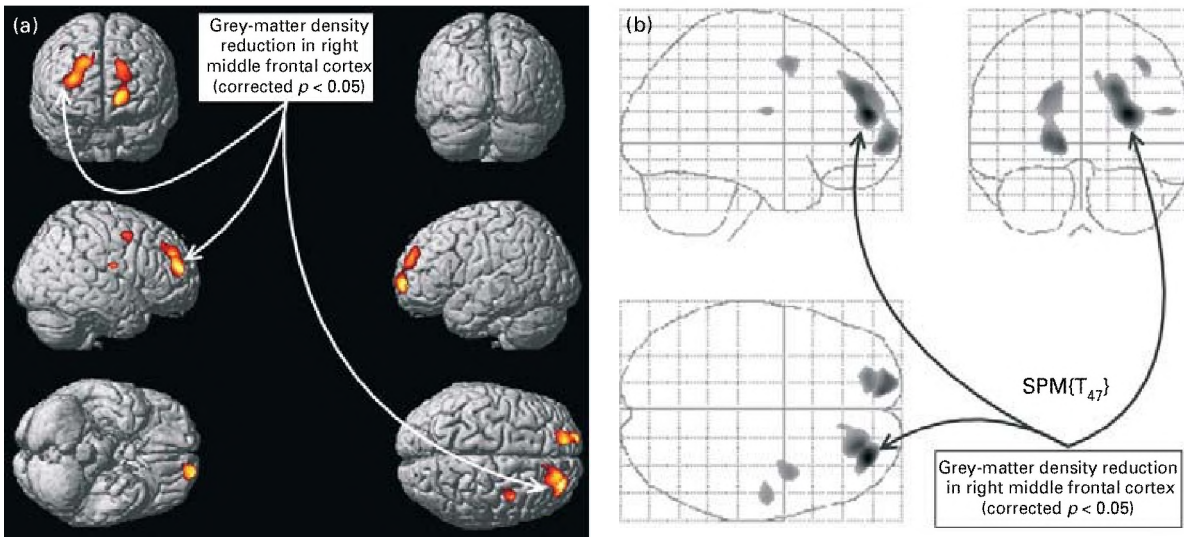 (a)
Grey-matter density
reduction in right
middle frontal cortex
(corrected p < 0.05)
(b)
SPM{T47}
Grey-matter density reduction
in right middle frontal cortex
(corrected p < 0.05)